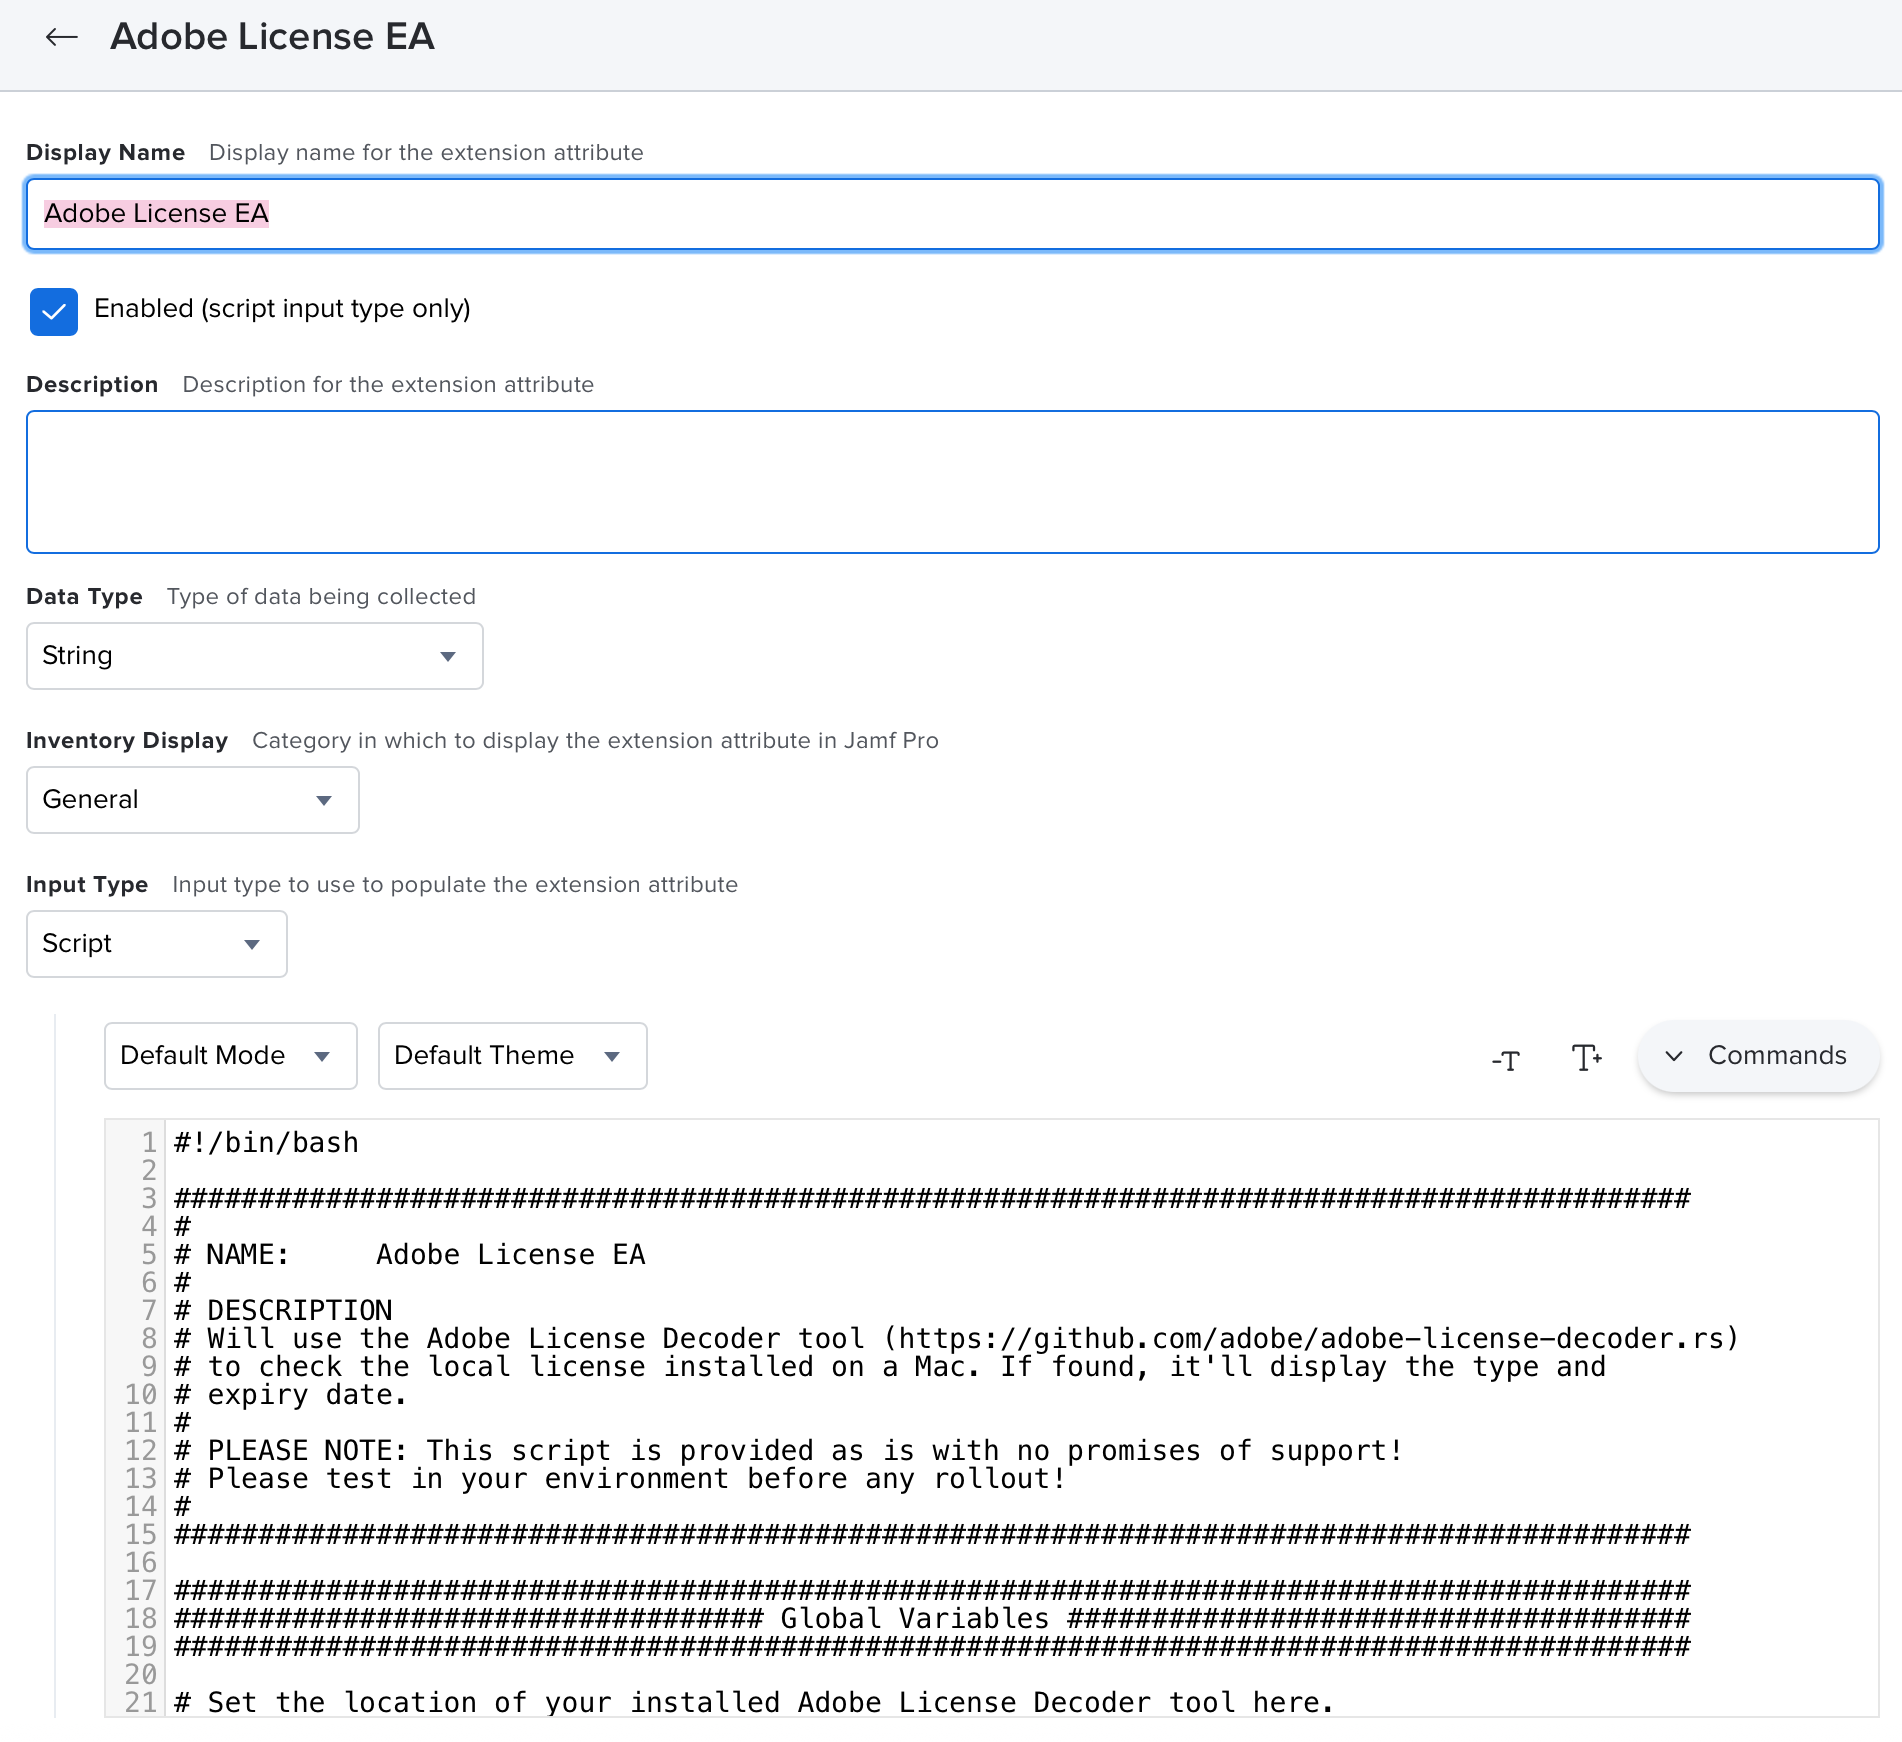 Adobe License EA
Display Name Display name for the extension attribute
Adobe License EA
Enabled (script input type only)
Description Description for the extension attribute
Data Type Type of data being collected
String
Inventory Display Category in which to display the extension attribute in Jamf Pro
General
Input Type Input type to use to populate the extension attribute
Script
Default Mode Default Theme -T T+ Commands
1 #!/bin/bash
2
3 ##########################################################################################
4 #
5 # NAME:     Adobe License EA
6 #
7 # DESCRIPTION
8 # Will use the Adobe License Decoder tool (https://github.com/adobe/adobe-license-decoder.rs)
9 # to check the local license installed on a Mac. If found, it'll display the type and
10 # expiry date.
11 #
12 # PLEASE NOTE: This script is provided as is with no promises of support!
13 # Please test in your environment before any rollout!
14 #
15 ##########################################################################################
16
17 ##########################################################################################
18 ################################### Global Variables #####################################
19 ##########################################################################################
20
21 # Set the location of your installed Adobe License Decoder tool here.